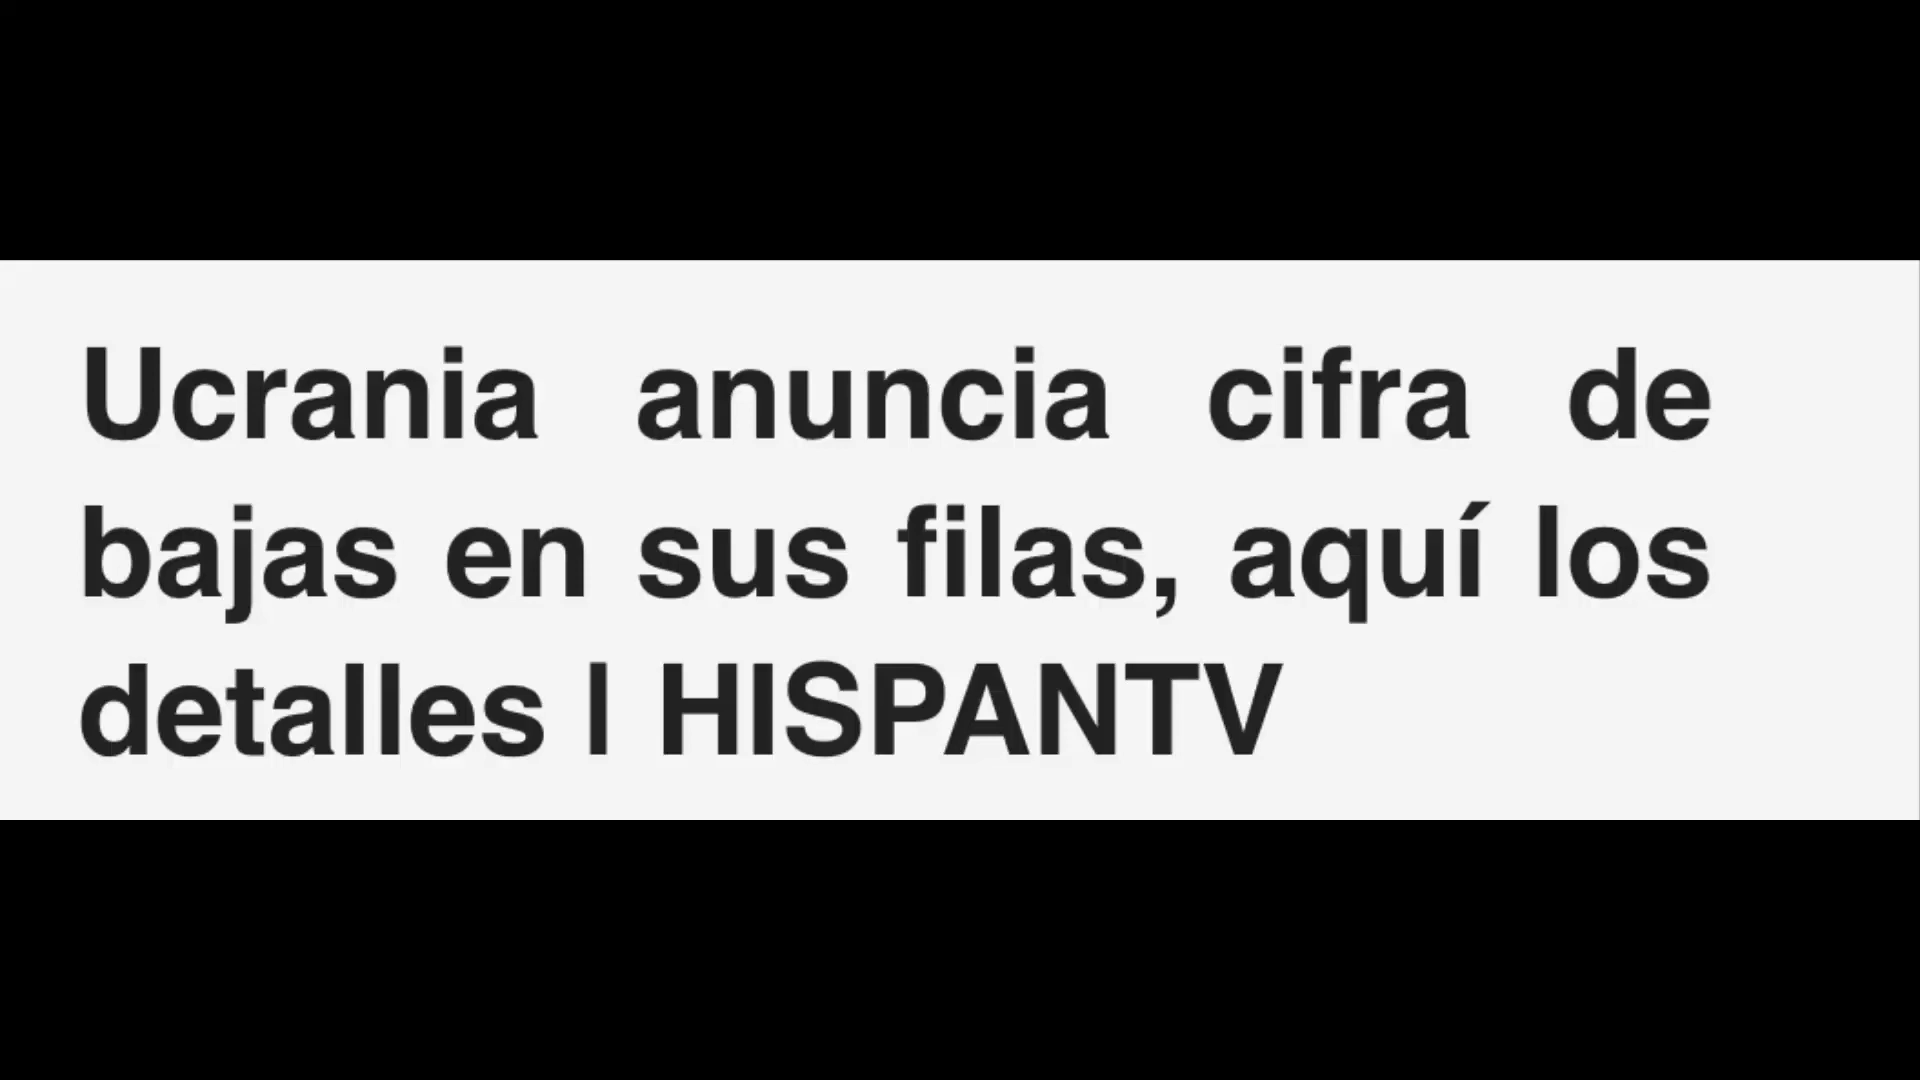 Ucrania anuncia cifra de
bajas en sus filas, aquí los
detalles | HISPANTV